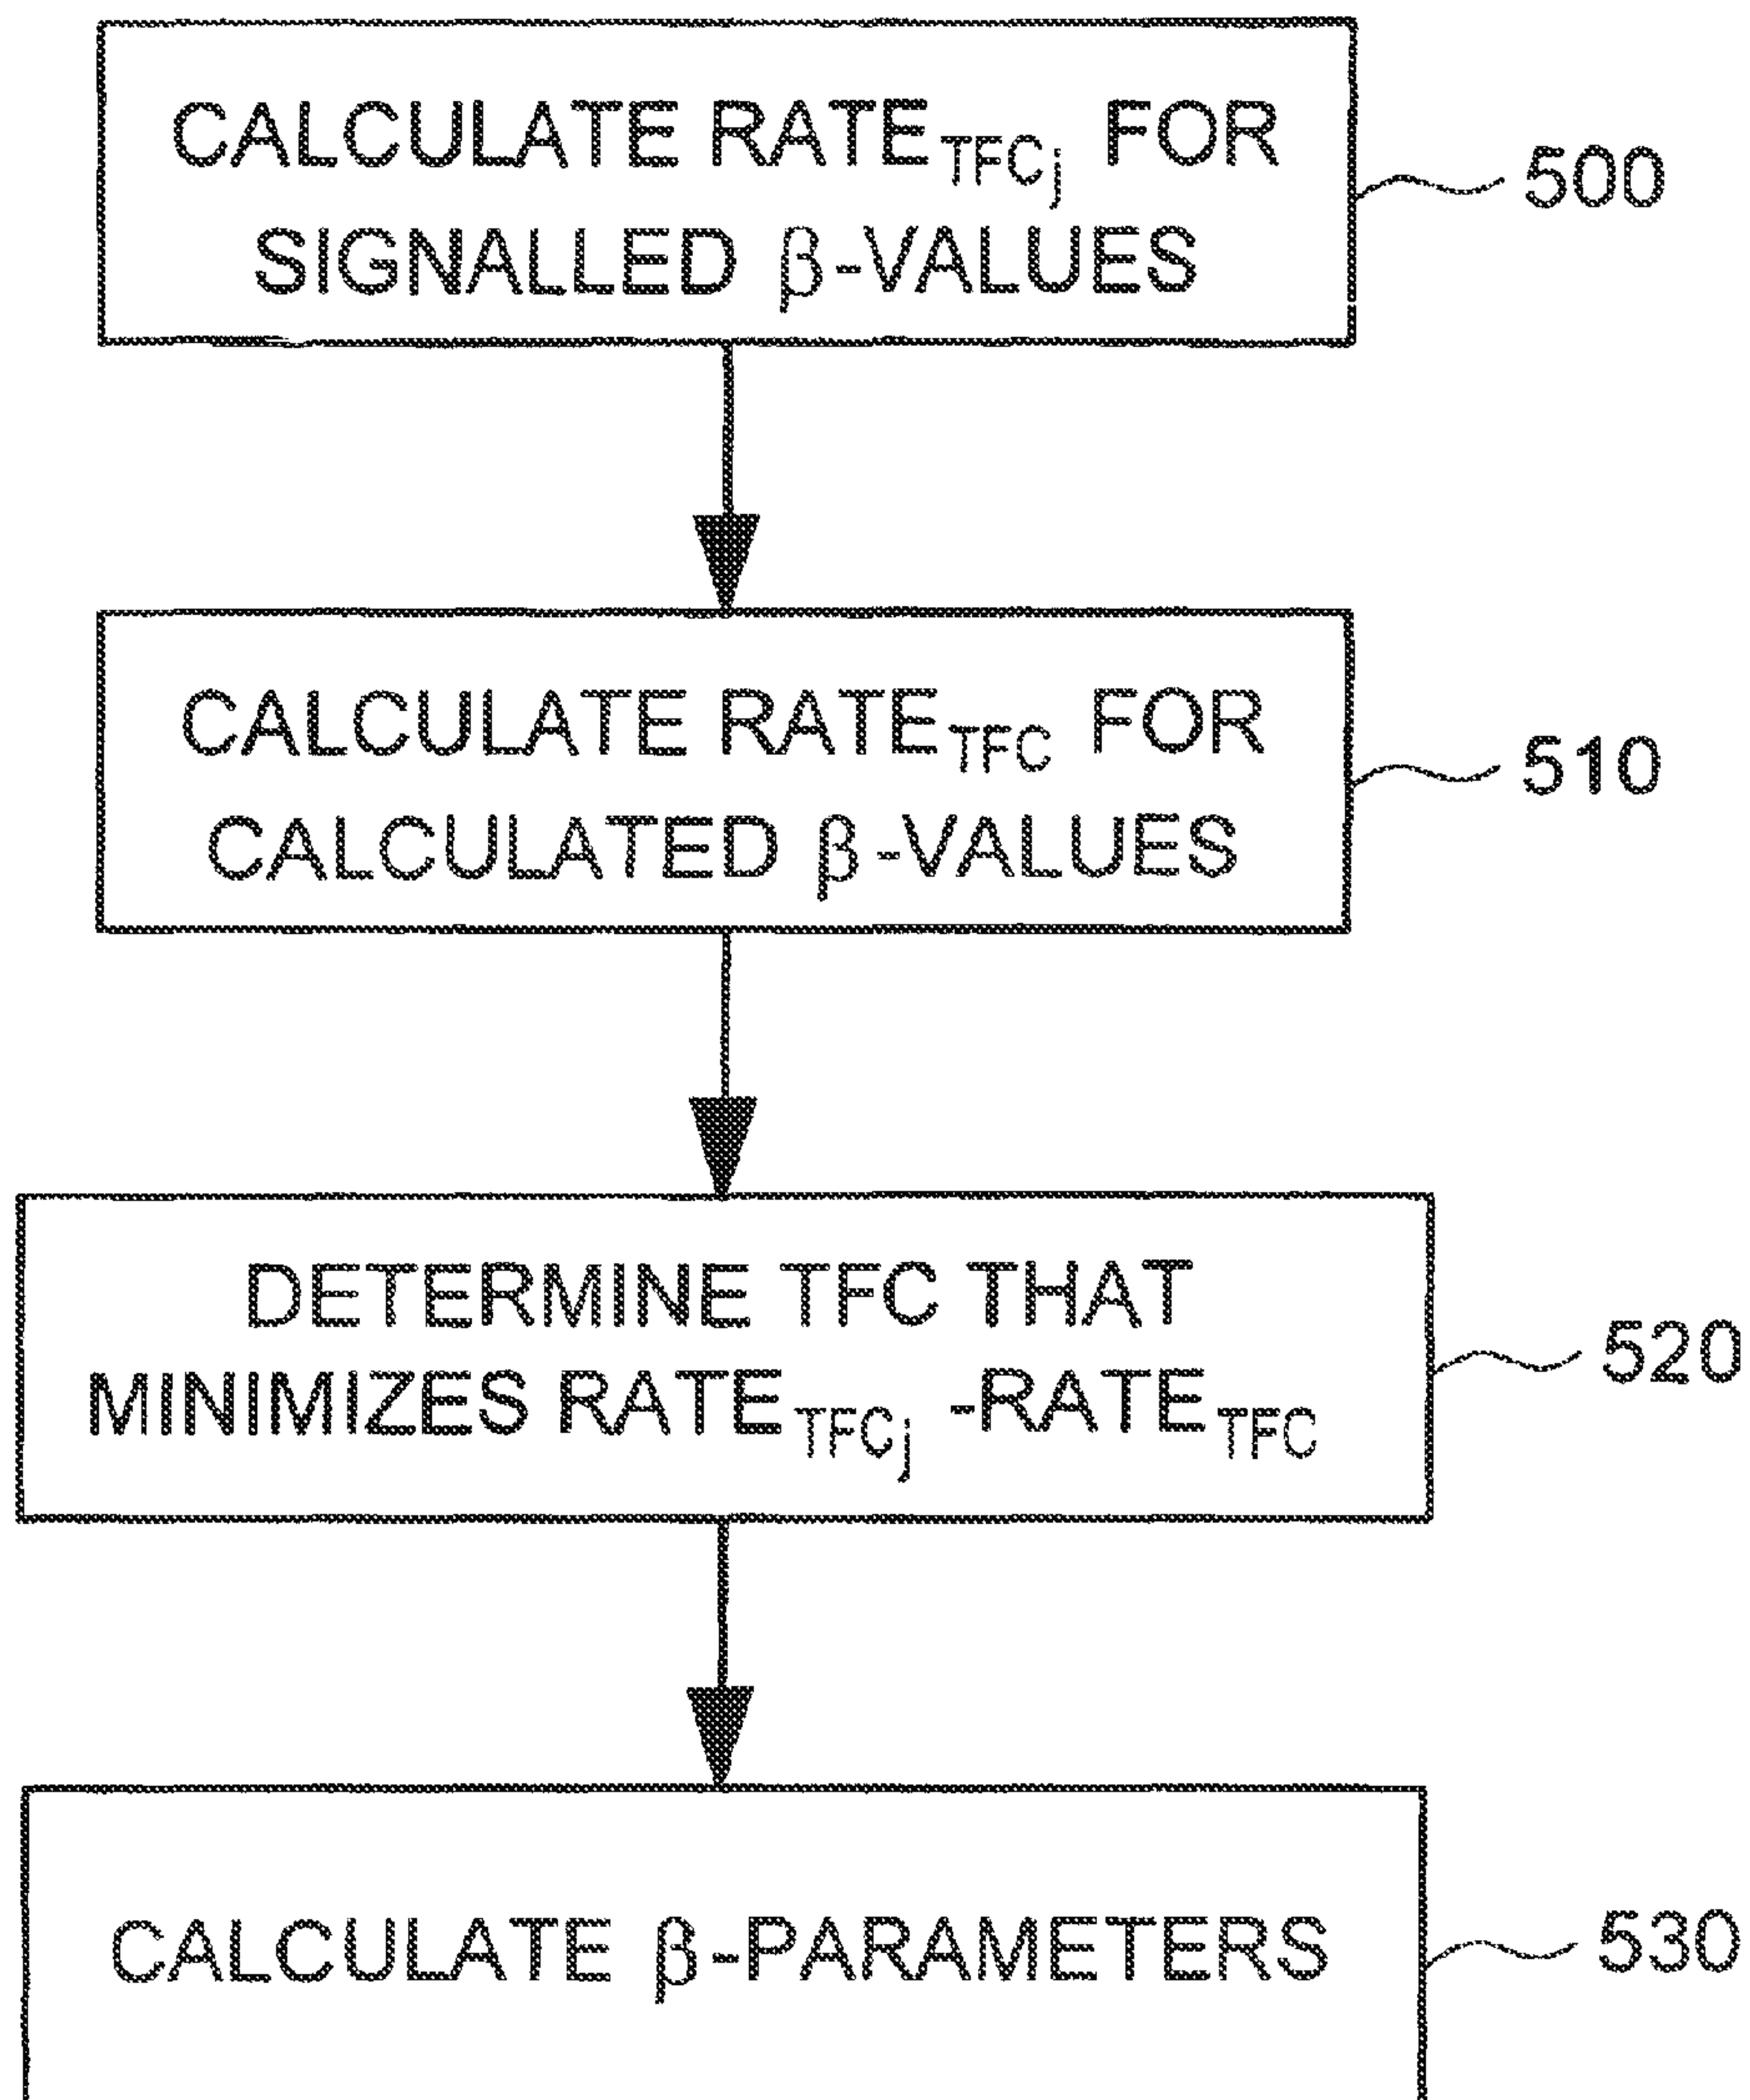 CALCULATE RATE TFCj FOR
SIGNALLED β-VALUES
500
CALCULATE RATE TFC FOR
CALCULATED β-VALUES
510
DETERMINE TFC THAT
MINIMIZES RATE TFCj -RATE TFC
520
CALCULATE β-PARAMETERS
530